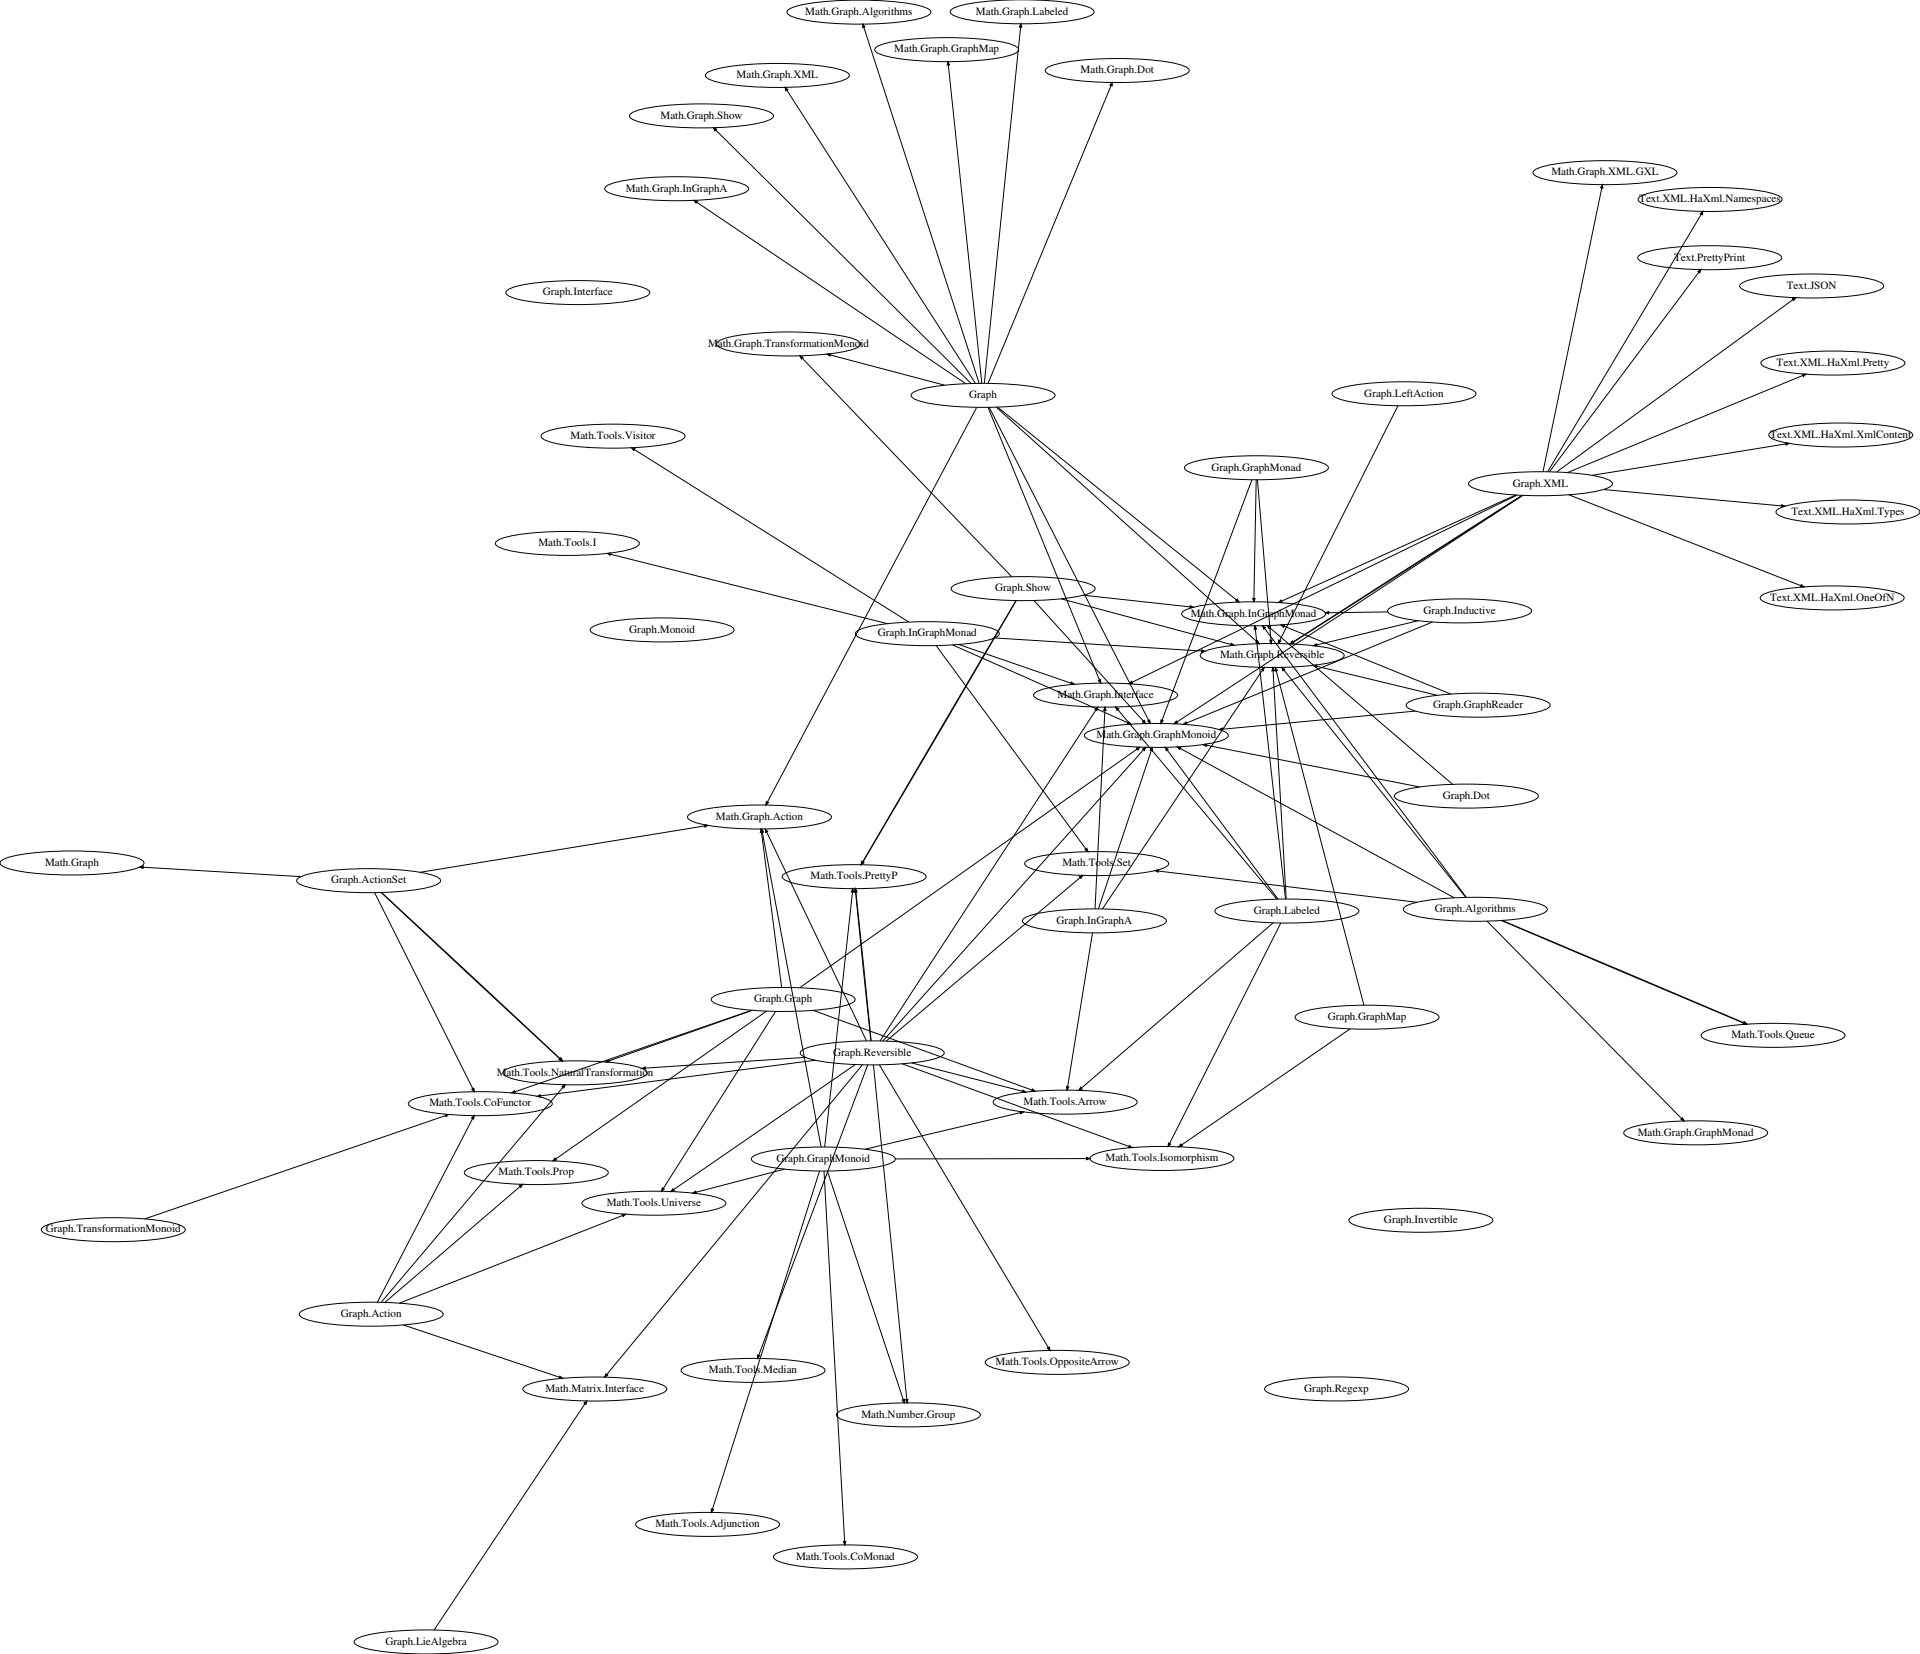 Math.Graph.Algorithms
Math.Graph.Labeled
Math.Graph.GraphMap
Math.Graph.Dot
Math.Graph.XML
Math.Graph.Show
Math.Graph.XML.GXL
Math.Graph.InGraphA
Text.XML.HaXml.Namespaces
Text.PrettyPrint
Text.JSON
Graph.Interface
Math.Graph.TransformationMonoid
Text.XML.HaXml.Pretty
Graph
Graph.LeftAction
Math.Tools.Visitor
Text.XML.HaXml.XmlContent
Graph.GraphMonad
Graph.XML
Text.XML.HaXml.Types
Math.Tools.I
Graph.Show
Text.XML.HaXml.OneOfN
Math.Graph.InGraphMonad
Graph.Inductive
Graph.Monoid
Graph.InGraphMonad
Math.Graph.Reversible
Math.Graph.Interface
Graph.GraphReader
Math.Graph.GraphMonoid
Graph.Dot
Math.Graph.Action
Math.Graph
Math.Tools.Set
Math.Tools.PrettyP
Graph.ActionSet
Graph.Labeled
Graph.Algorithms
Graph.InGraphA
Graph.Graph
Graph.GraphMap
Math.Tools.Queue
Graph.Reversible
Math.Tools.NaturalTransformation
Math.Tools.CoFunctor
Math.Tools.Arrow
Math.Graph.GraphMonad
Graph.GraphMonoid
Math.Tools.Isomorphism
Math.Tools.Prop
Math.Tools.Universe
Graph.Invertible
Graph.TransformationMonoid
Graph.Action
Math.Tools.OppositeArrow
Math.Tools.Median
Math.Matrix.Interface
Graph.Regexp
Math.Number.Group
Math.Tools.Adjunction
Math.Tools.CoMonad
Graph.LieAlgebra